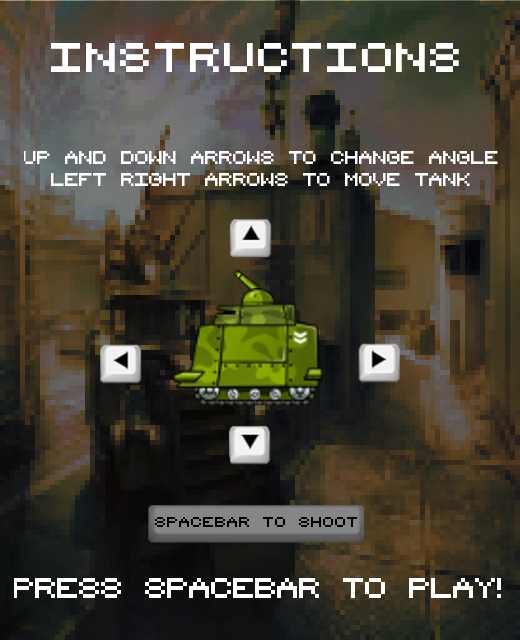 INSTRUCTIONS
UP AND DOWN ARROWS TO CHANGE ANGLE
LEFT RIGHT ARROWS TO MOVE TANK
SPACEBAR TO SHOOT
PRESS SPACEBAR TO PLAY!